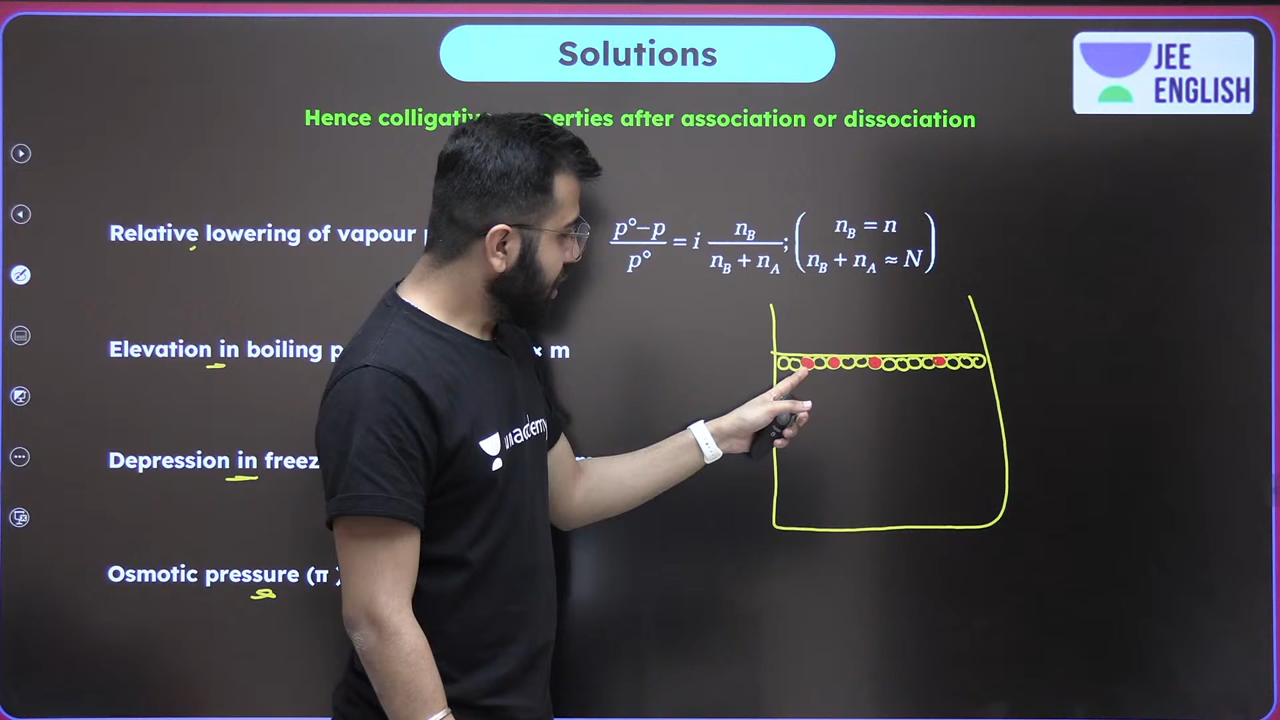 Solutions
JEE
ENGLISH
Hence colligativ perties after association or dissociation
Relative lowering of vapour
p°−p / p° = i n_B / n_B + n_A ; ( n_B = n
n_B + n_A ≈ N )
Elevation in boiling p × m
Depression in freez
unacademy
Osmotic pressure (π )